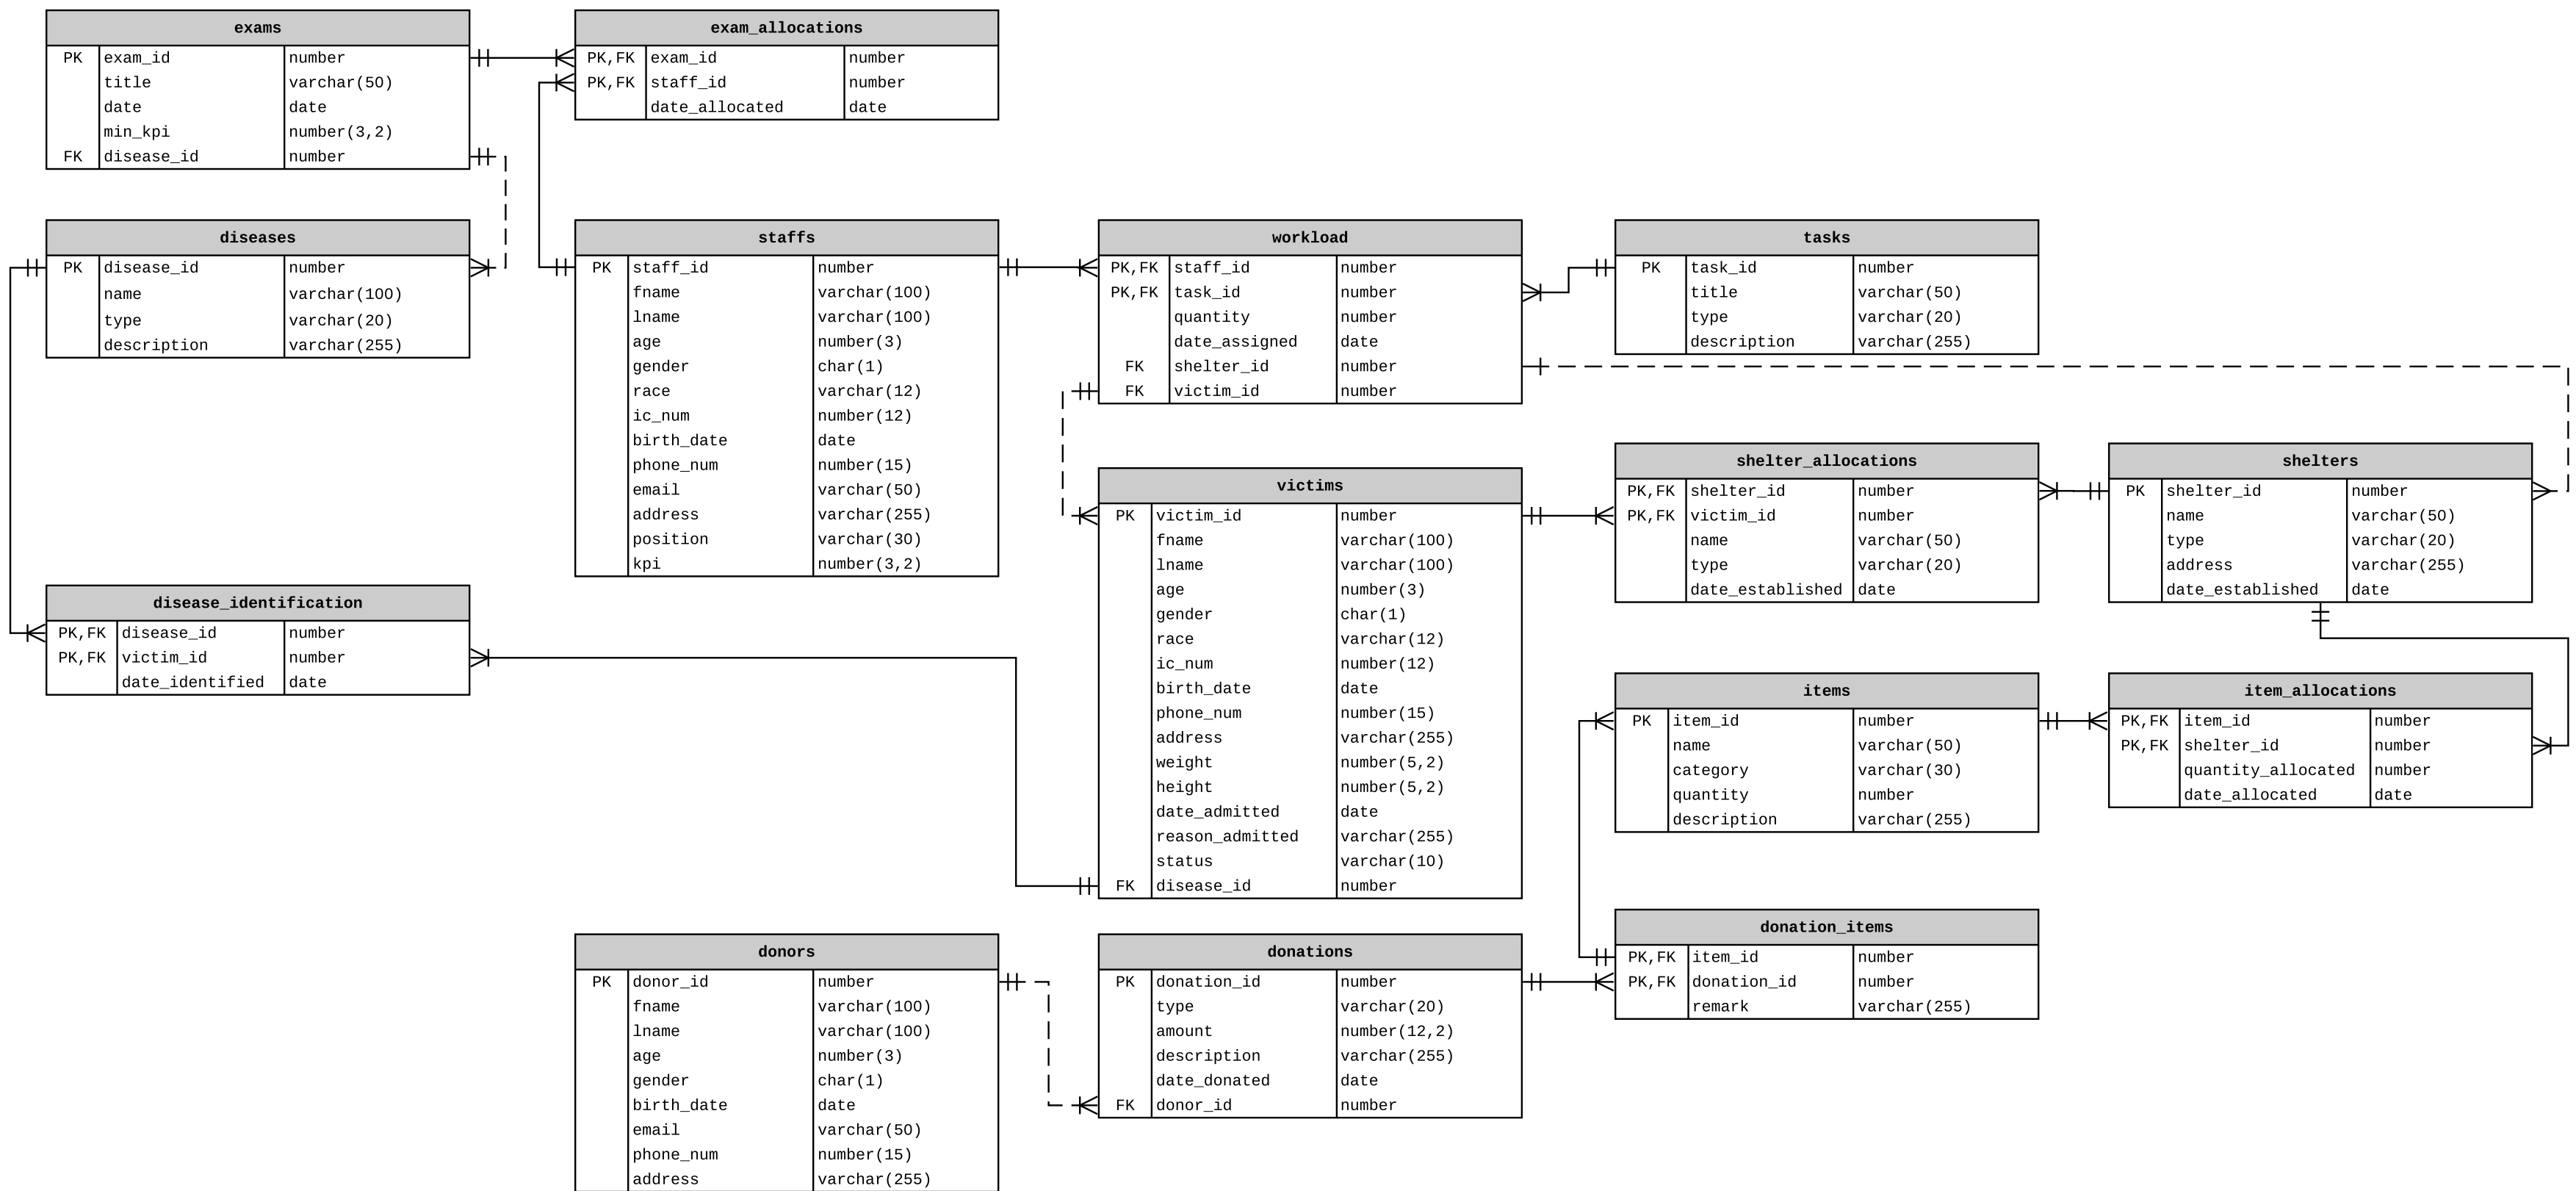 exams
PK exam_id number
title varchar(50)
date date
min_kpi number(3,2)
FK disease_id number
exam_allocations
PK,FK exam_id number
PK,FK staff_id number
date_allocated date
diseases
PK disease_id number
name varchar(100)
type varchar(20)
description varchar(255)
staffs
PK staff_id number
fname varchar(100)
lname varchar(100)
age number(3)
gender char(1)
race varchar(12)
ic_num number(12)
birth_date date
phone_num number(15)
email varchar(50)
address varchar(255)
position varchar(30)
kpi number(3,2)
workload
PK,FK staff_id number
PK,FK task_id number
quantity number
date_assigned date
FK shelter_id number
FK victim_id number
tasks
PK task_id number
title varchar(50)
type varchar(20)
description varchar(255)
victims
PK victim_id number
fname varchar(100)
lname varchar(100)
age number(3)
gender char(1)
race varchar(12)
ic_num number(12)
birth_date date
phone_num number(15)
address varchar(255)
weight number(5,2)
height number(5,2)
date_admitted date
reason_admitted varchar(255)
status varchar(10)
FK disease_id number
shelter_allocations
PK,FK shelter_id number
PK,FK victim_id number
name varchar(50)
type varchar(20)
date_established date
shelters
PK shelter_id number
name varchar(50)
type varchar(20)
address varchar(255)
date_established date
disease_identification
PK,FK disease_id number
PK,FK victim_id number
date_identified date
items
PK item_id number
name varchar(50)
category varchar(30)
quantity number
description varchar(255)
item_allocations
PK,FK item_id number
PK,FK shelter_id number
quantity_allocated number
date_allocated date
donors
PK donor_id number
fname varchar(100)
lname varchar(100)
age number(3)
gender char(1)
birth_date date
email varchar(50)
phone_num number(15)
address varchar(255)
donations
PK donation_id number
type varchar(20)
amount number(12,2)
description varchar(255)
date_donated date
FK donor_id number
donation_items
PK,FK item_id number
PK,FK donation_id number
remark varchar(255)